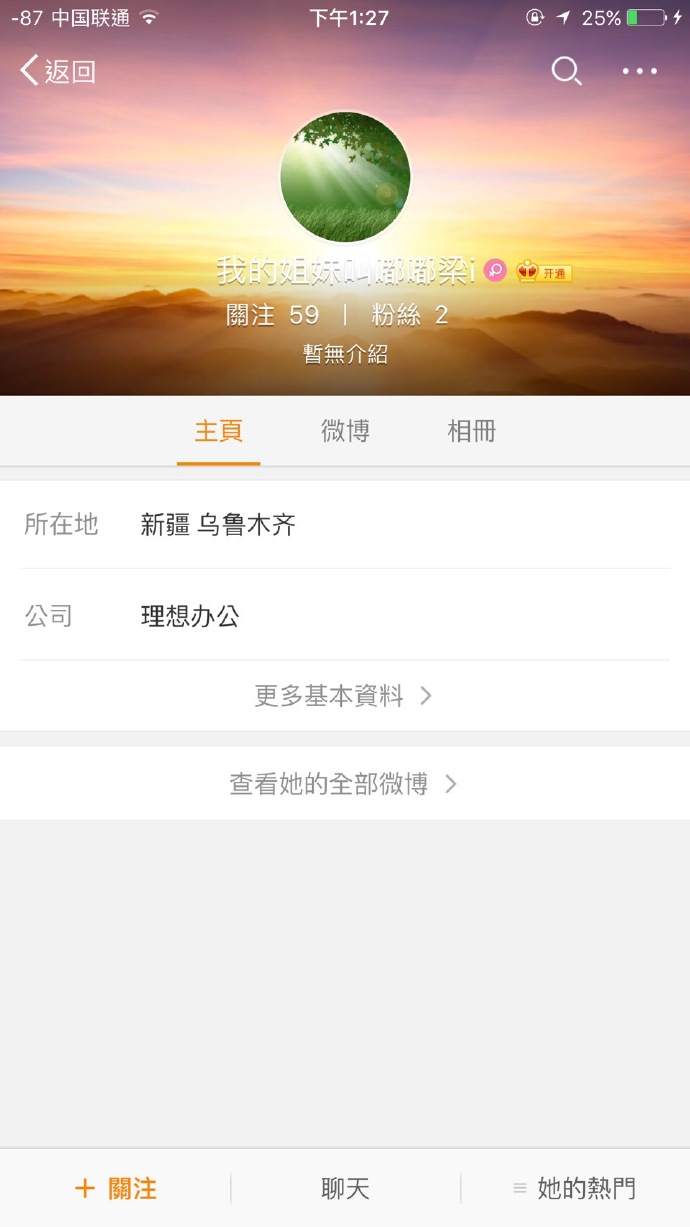 -87 中国联通 下午1:27 25%
返回
我的姐妹叫嘟嘟梁i 开通
關注 59 | 粉絲 2
暫無介紹
主頁 微博 相冊
所在地 新疆 乌鲁木齐
公司 理想办公
更多基本資料
查看她的全部微博
+ 關注 聊天 她的熱門